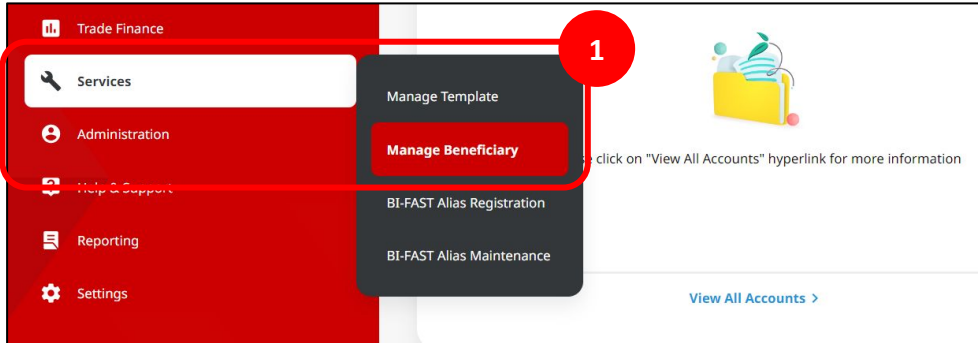 Trade Finance
Services
Administration
Help & Support
Reporting
Settings
1
Manage Template
Manage Beneficiary
BI-FAST Alias Registration
BI-FAST Alias Maintenance
click on "View All Accounts" hyperlink for more information
View All Accounts >